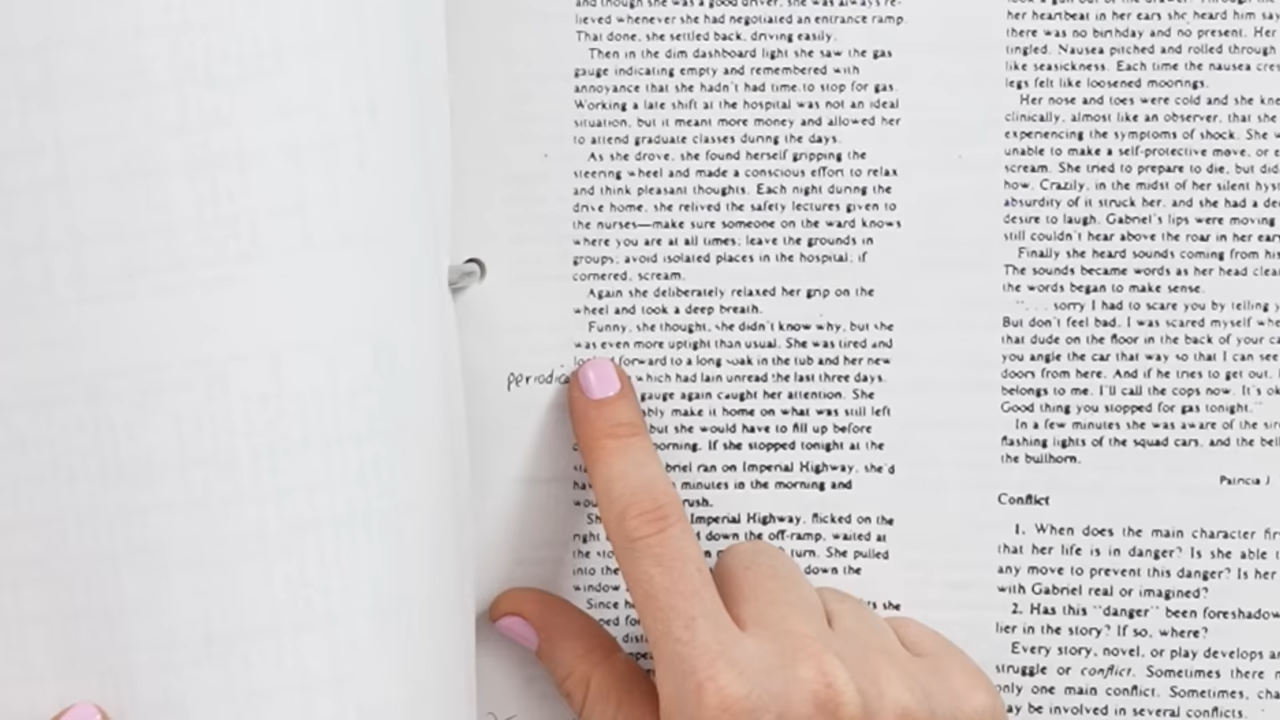 and though she was a good driver, she was always re-
lieved whenever she had negotiated an entrance ramp.
That done, she settled back, driving easily.
Then in the dim dashboard light she saw the gas
gauge indicating empty and remembered with
annoyance that she hadn't had time to stop for gas.
Working a late shift at the hospital was not an ideal
situation, but it meant more money and allowed her
to attend graduate classes during the days.
As she drove, she found herself gripping the
steering wheel and made a conscious effort to relax
and think pleasant thoughts. Each night during the
drive home, she relived the safety lectures given to
the nurses—make sure someone on the ward knows
where you are at all times; leave the grounds in
groups; avoid isolated places in the hospital; if
cornered, scream.
Again she deliberately relaxed her grip on the
wheel and took a deep breath.
Funny, she thought, she didn't know why, but she
was even more uptight than usual. She was tired and
forward to a long soak in the tub and her new
periodica
which had lain unread the last three days.
gauge again caught her attention. She
make it home on what was still left
but she would have to fill up before
If she stopped tonight at the
ran on Imperial Highway, she'd
minutes in the morning and
rush.
Imperial Highway, flicked on the
down the off-ramp, waited at
turn. She pulled
into the down the
window
Since she
her heartbeat in her ears she heard him say
there was no birthday and no present. Her
tingled. Nausea pitched and rolled through
like seasickness. Each time the nausea
legs felt like loosened moorings.
Her nose and toes were cold and she
clinically, almost like an observer, that she
experiencing the symptoms of shock. She
unable to make a self-protective move, or
scream. She tried to prepare to die, but
how. Crazily, in the midst of her silent
absurdity of it struck her, and she had a
desire to laugh. Gabriel's lips were moving
still couldn't hear above the roar in her
Finally she heard sounds coming from
The sounds became words as her head
the words began to make sense.
". . . sorry I had to scare you by telling
But don't feel bad. I was scared myself
that dude on the floor in the back of your
you angle the car that way so that I can see
doors from here. And if he tries to get out,
belongs to me. I'll call the cops now. It's
Good thing you stopped for gas tonight."
In a few minutes she was aware of the
flashing lights of the squad cars, and the
the bullhorn.
Patricia J
Conflict
1. When does the main character
that her life is in danger? Is she able
any move to prevent this danger? Is her
with Gabriel real or imagined?
2. Has this "danger" been
lier in the story? If so, where?
Every story, novel, or play develops
struggle or conflict. Sometimes there
only one main conflict. Sometimes,
may be involved in several conflicts.